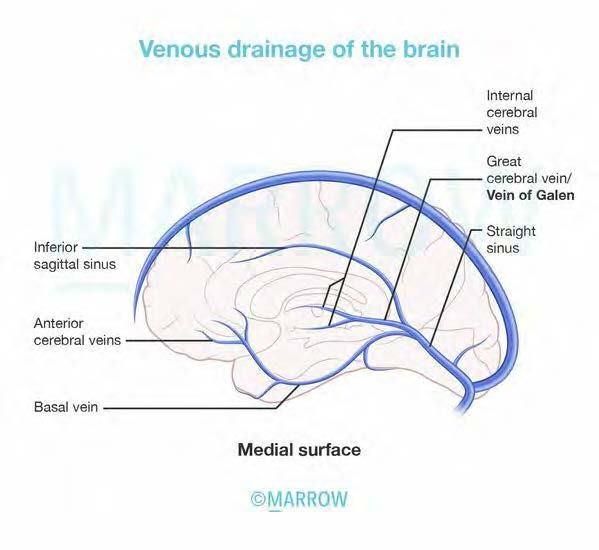 Venous drainage of the brain
Internal
cerebral
veins
Great
cerebral vein/
Vein of Galen
Straight
sinus
Inferior
sagittal sinus
Anterior
cerebral veins
Basal vein
Medial surface
©MARROW
MARROW